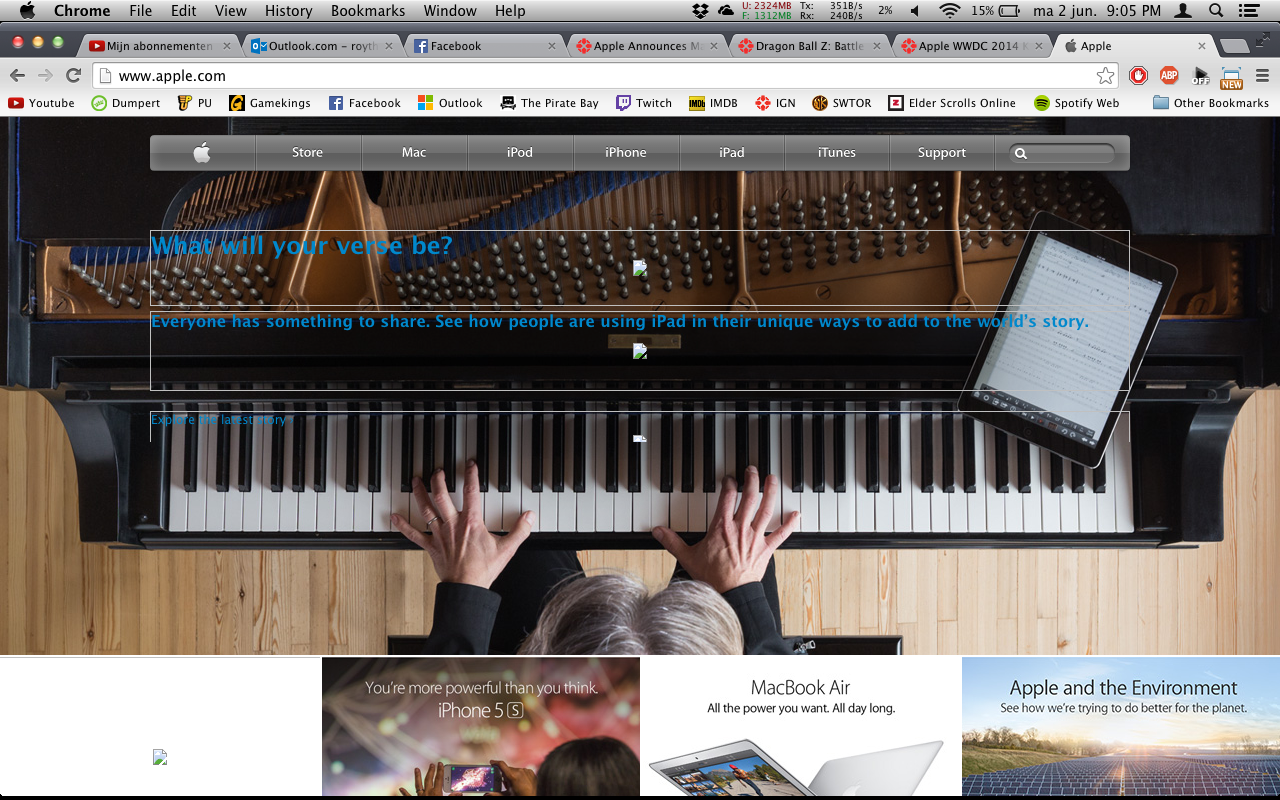 Chrome File Edit View History Bookmarks Window Help U: 2324MB F: 1312MB Tx: 351B/s Rx: 240B/s 2% 15% ma 2 jun. 9:05 PM
Mijn abonnementen Outlook.com – royth Facebook Apple Announces Ma Dragon Ball Z: Battle Apple WWDC 2014 K Apple
www.apple.com ABP OFF NEW
Youtube Dumpert PU Gamekings Facebook Outlook The Pirate Bay Twitch IMDB IGN SWTOR Elder Scrolls Online Spotify Web Other Bookmarks
Store Mac iPod iPhone iPad iTunes Support
What will your verse be?
Everyone has something to share. See how people are using iPad in their unique ways to add to the world's story.
Explore the latest story
You're more powerful than you think.
iPhone 5S
MacBook Air
All the power you want. All day long.
Apple and the Environment
See how we're trying to do better for the planet.